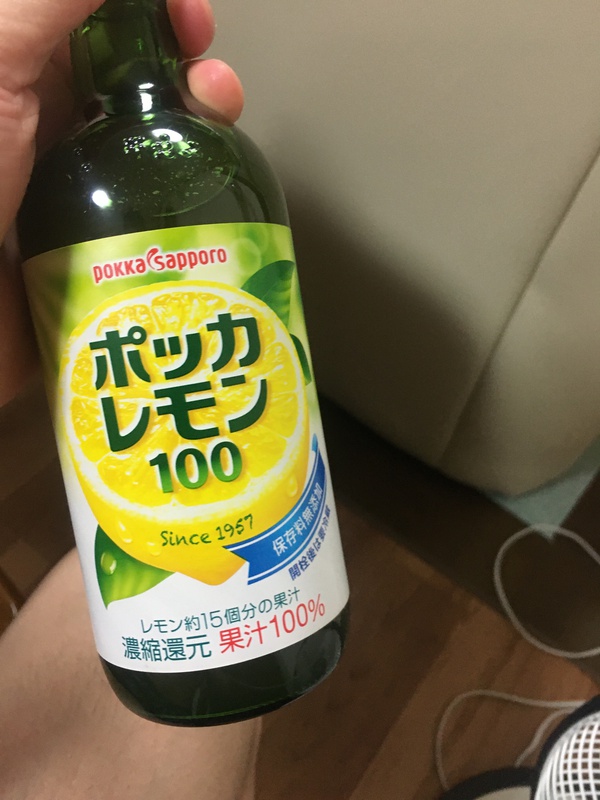 pokka sapporo
ポッカ
レモン
100
Since 1957
保存料無添加
開栓後は要冷蔵
レモン約15個分の果汁
濃縮還元 果汁100%